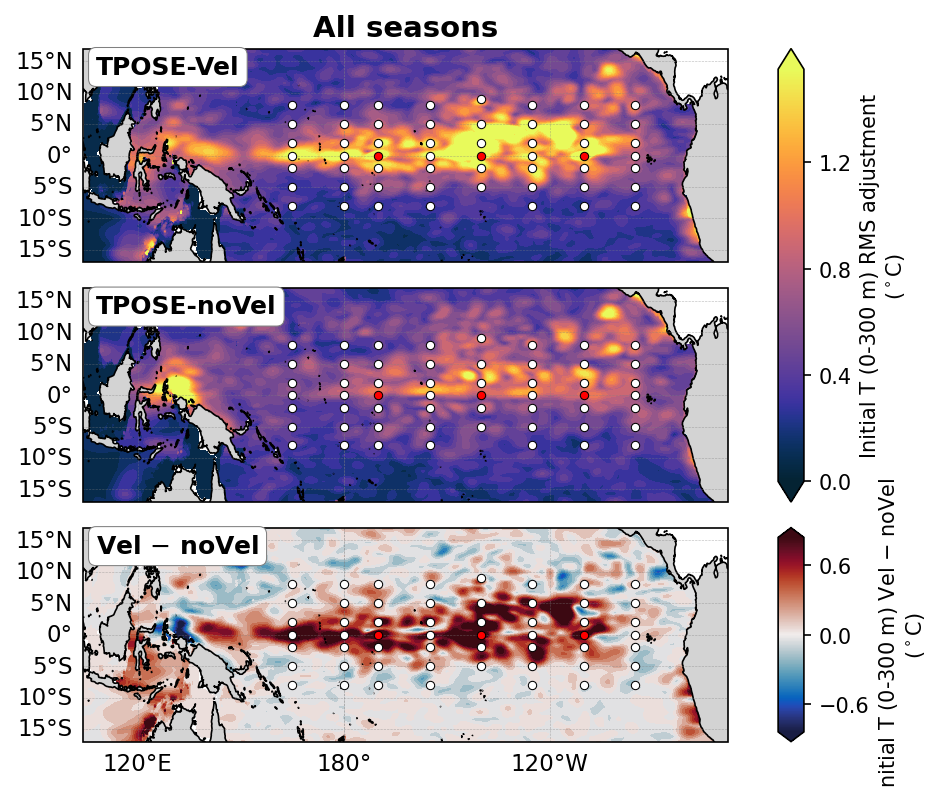 All seasons
TPOSE-Vel
15°N
10°N
5°N
0°
5°S
10°S
15°S
TPOSE-noVel
15°N
10°N
5°N
0°
5°S
10°S
15°S
Vel − noVel
15°N
10°N
5°N
0°
5°S
10°S
15°S
120°E
180°
120°W
1.2
0.8
0.4
0.0
Initial T (0-300 m) RMS adjustment
(°C)
0.6
0.0
−0.6
nitial T (0-300 m) Vel − noVel
(°C)